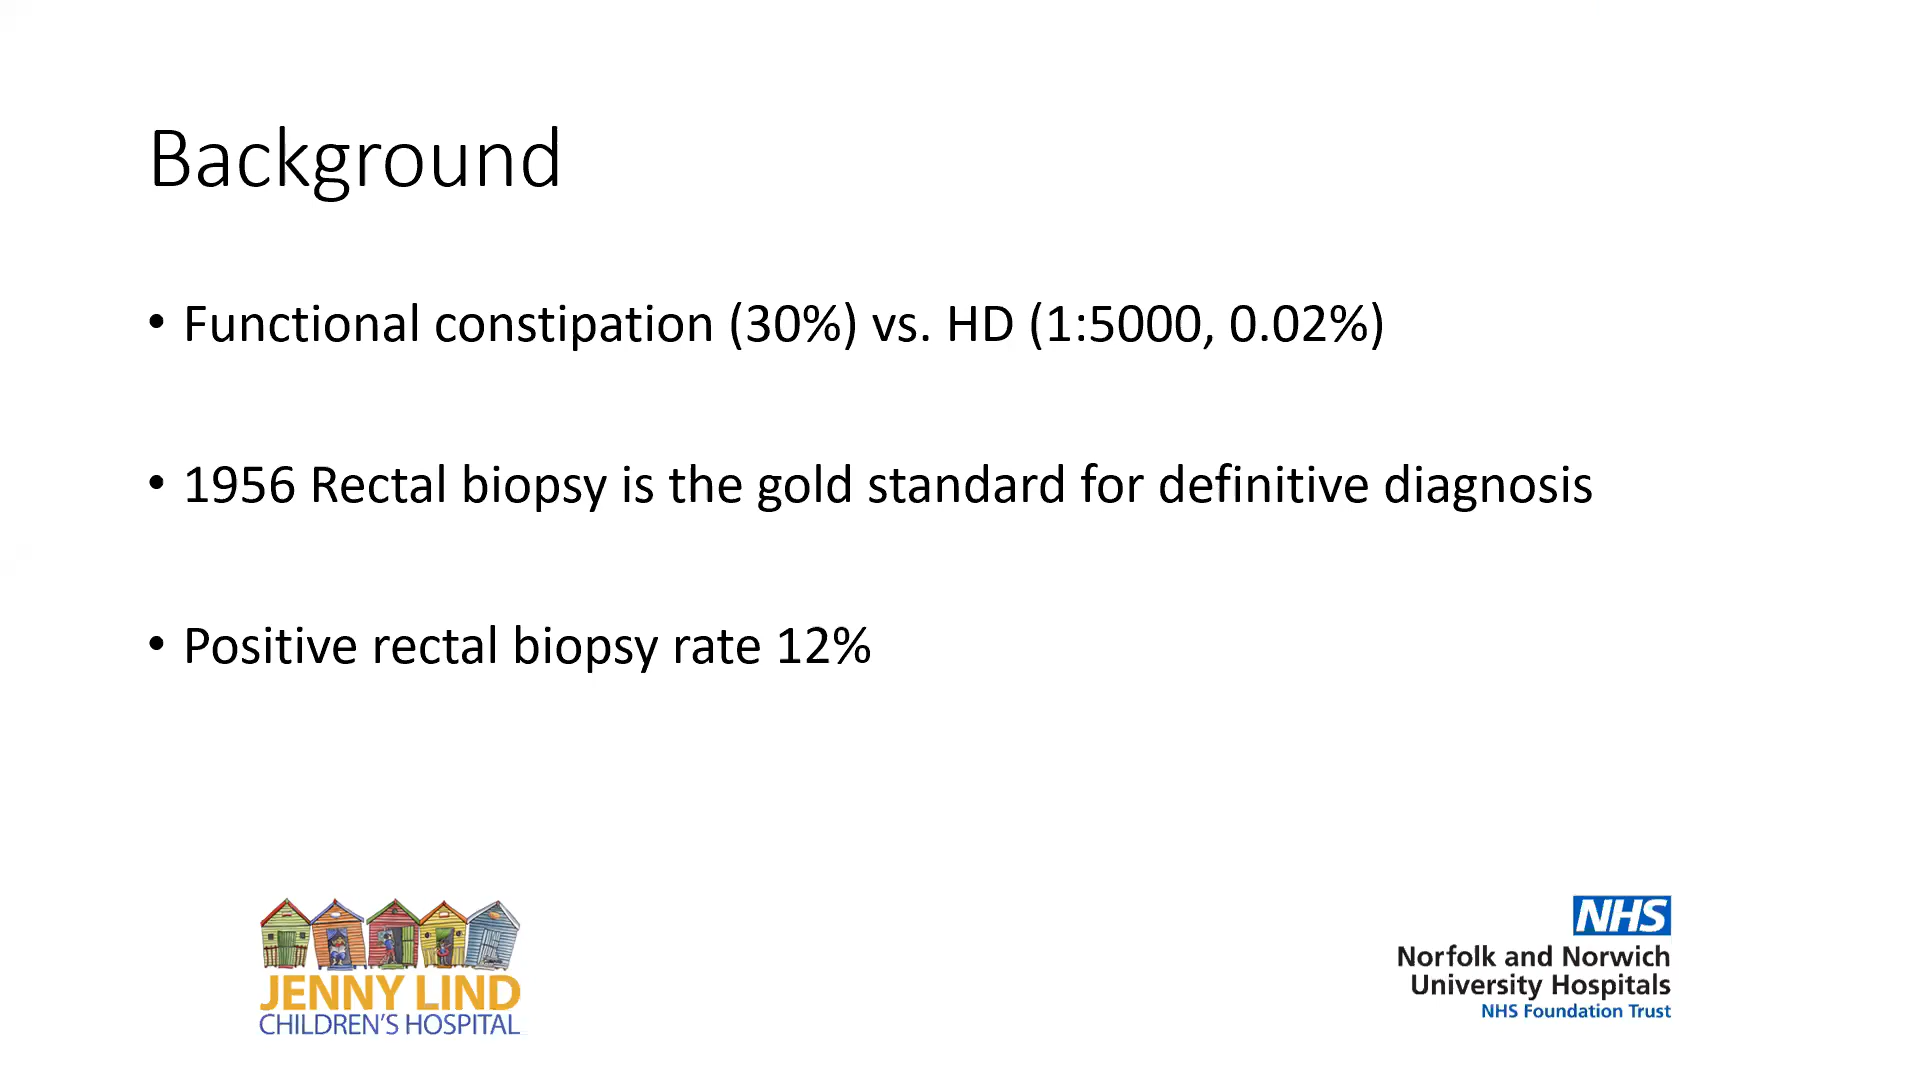 Background
• Functional constipation (30%) vs. HD (1:5000, 0.02%)
• 1956 Rectal biopsy is the gold standard for definitive diagnosis
• Positive rectal biopsy rate 12%
JENNY LIND
CHILDREN'S HOSPITAL
NHS
Norfolk and Norwich
University Hospitals
NHS Foundation Trust